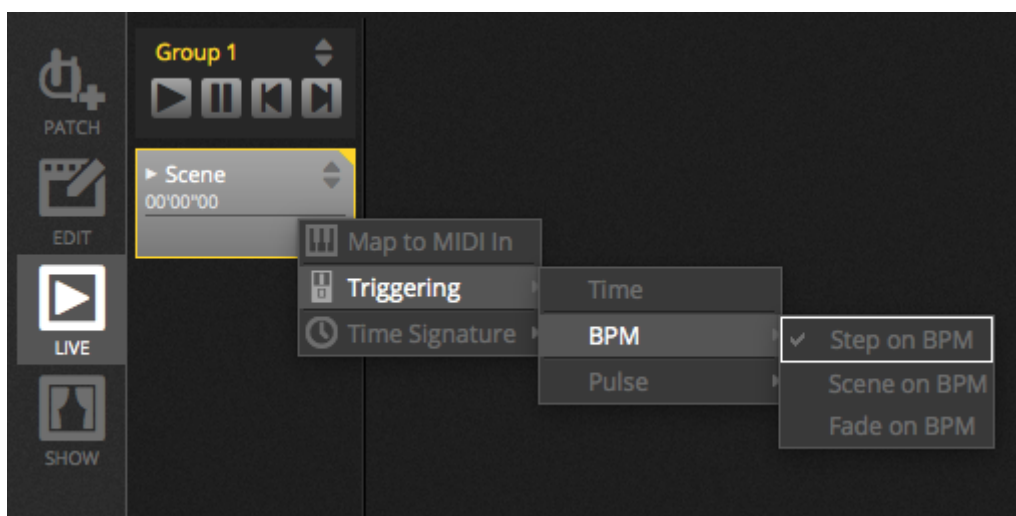 PATCH
EDIT
LIVE
SHOW
Group 1
Scene
00'00"00
Map to MIDI In
Triggering
Time Signature
Time
BPM
Pulse
Step on BPM
Scene on BPM
Fade on BPM